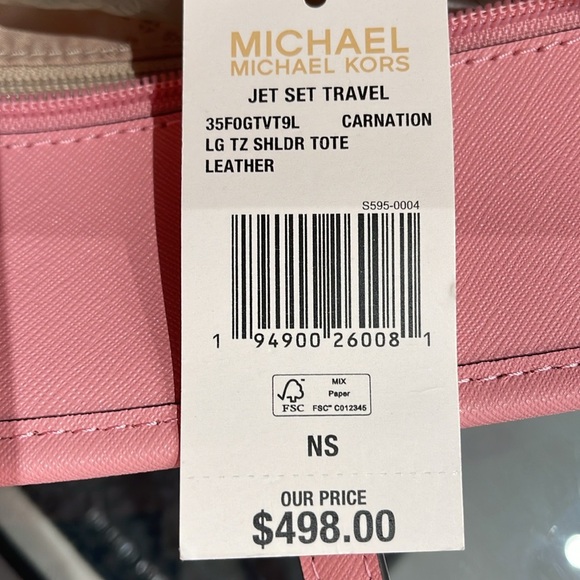 MICHAEL
MICHAEL KORS
JET SET TRAVEL
35F0GTVT9L CARNATION
LG TZ SHLDR TOTE
LEATHER
S595-0004
1 94900 26008 1
FSC
MIX
Paper
FSC™ C012345
NS
OUR PRICE
$498.00